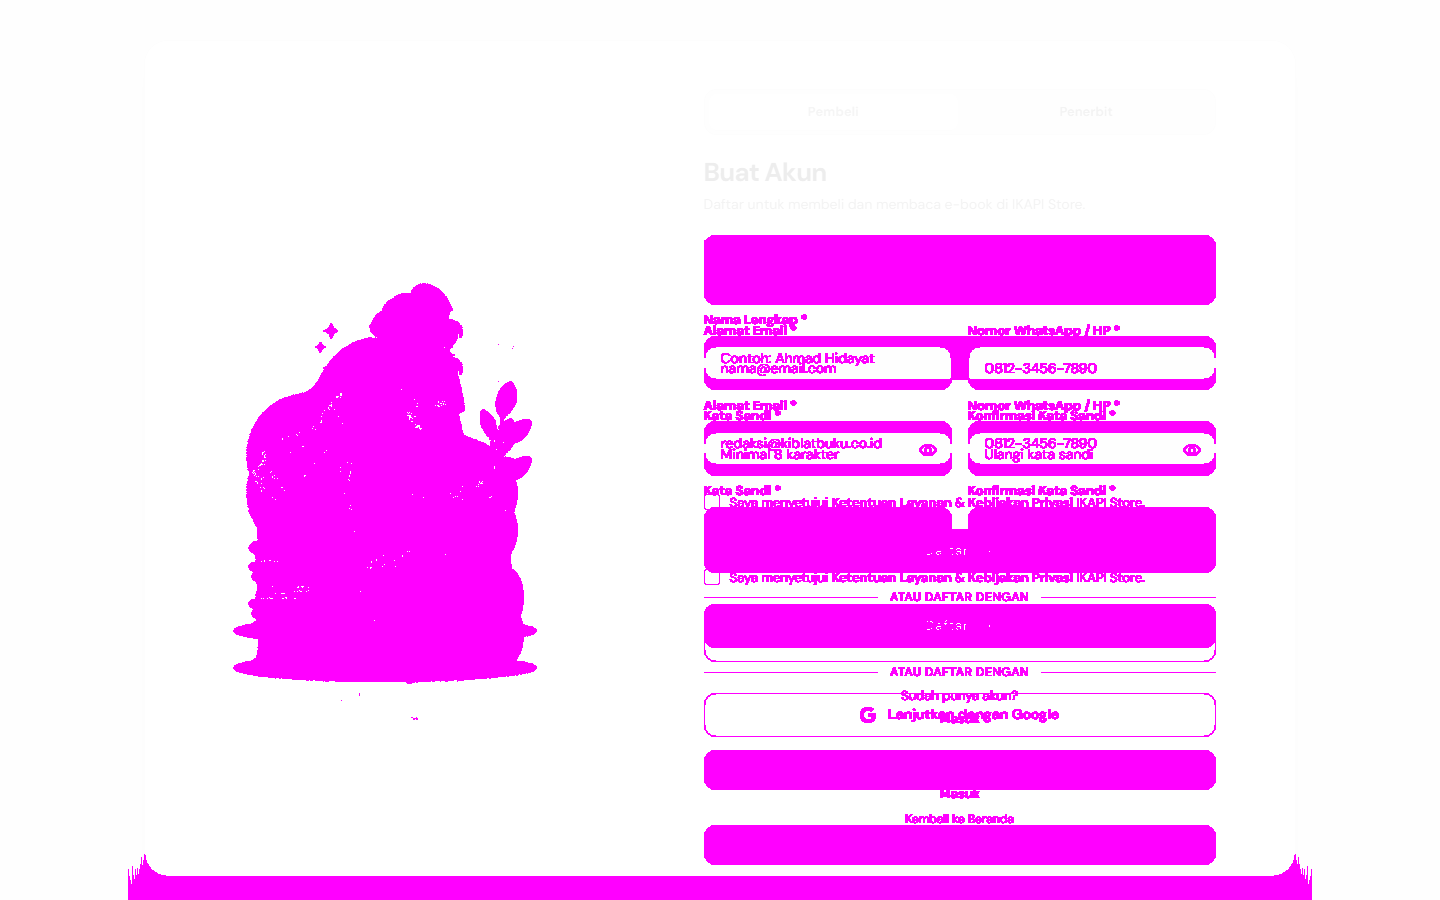 Pembeli Penerbit
Buat Akun
Daftar untuk membeli dan membaca e-book di IKAPI Store.
Nama Lengkap *
Alamat Email * Nomor WhatsApp / HP *
Contoh: Ahmad Hidayat
nama@email.com 0812-3456-7890
Alamat Email * Nomor WhatsApp / HP *
Kata Sandi * Konfirmasi Kata Sandi *
redaksi@kiblatbuku.co.id 0812-3456-7890
Minimal 8 karakter Ulangi kata sandi
Kata Sandi * Konfirmasi Kata Sandi *
Saya menyetujui Ketentuan Layanan & Kebijakan Privasi IKAPI Store.
Daftar
Saya menyetujui Ketentuan Layanan & Kebijakan Privasi IKAPI Store.
ATAU DAFTAR DENGAN
Daftar
ATAU DAFTAR DENGAN
Sudah punya akun?
G Lanjutkan dengan Google
Masuk
Masuk
Kembali ke Beranda